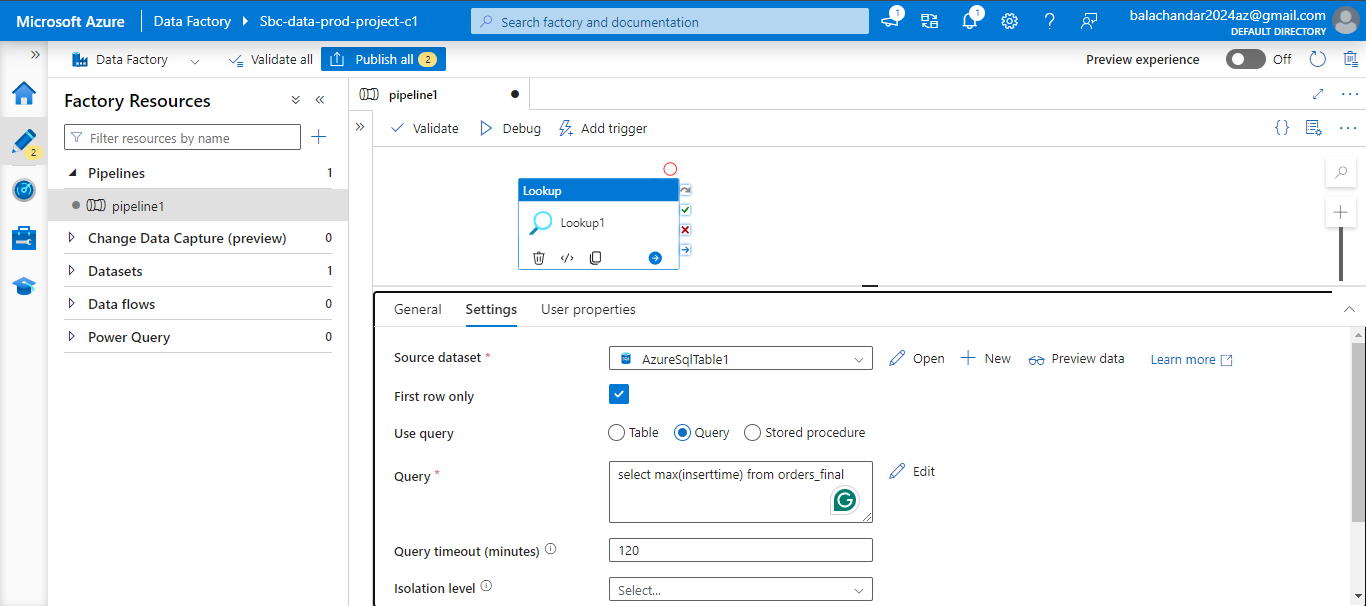 Microsoft Azure
Data Factory
Sbc-data-prod-project-c1
Search factory and documentation
1
1
balachandar2024az@gmail.com
DEFAULT DIRECTORY
Data Factory
Validate all
Publish all 2
Preview experience
Off
Factory Resources
Filter resources by name
2
Pipelines 1
pipeline1
Change Data Capture (preview) 0
Datasets 1
Data flows 0
Power Query 0
pipeline1
Validate
Debug
Add trigger
Lookup
Lookup1
General
Settings
User properties
Source dataset *
AzureSqlTable1
Open
New
Preview data
Learn more
First row only
Use query
Table
Query
Stored procedure
Query *
select max(inserttime) from orders_final
Edit
Query timeout (minutes)
120
Isolation level
Select...